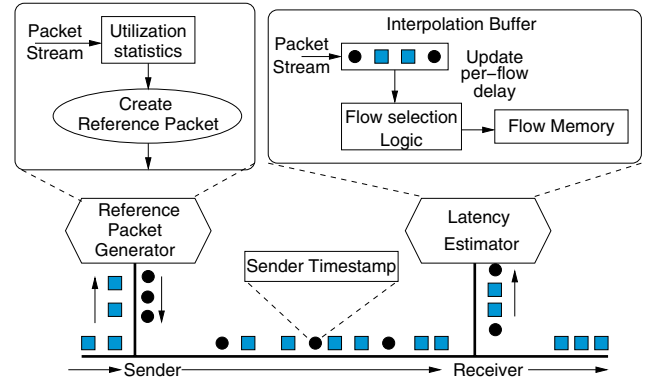 Packet
Stream
Utilization
statistics
Create
Reference Packet
Interpolation Buffer
Packet
Stream
Update
per-flow
delay
Flow selection
Logic
Flow Memory
Reference
Packet
Generator
Latency
Estimator
Sender Timestamp
Sender
Receiver